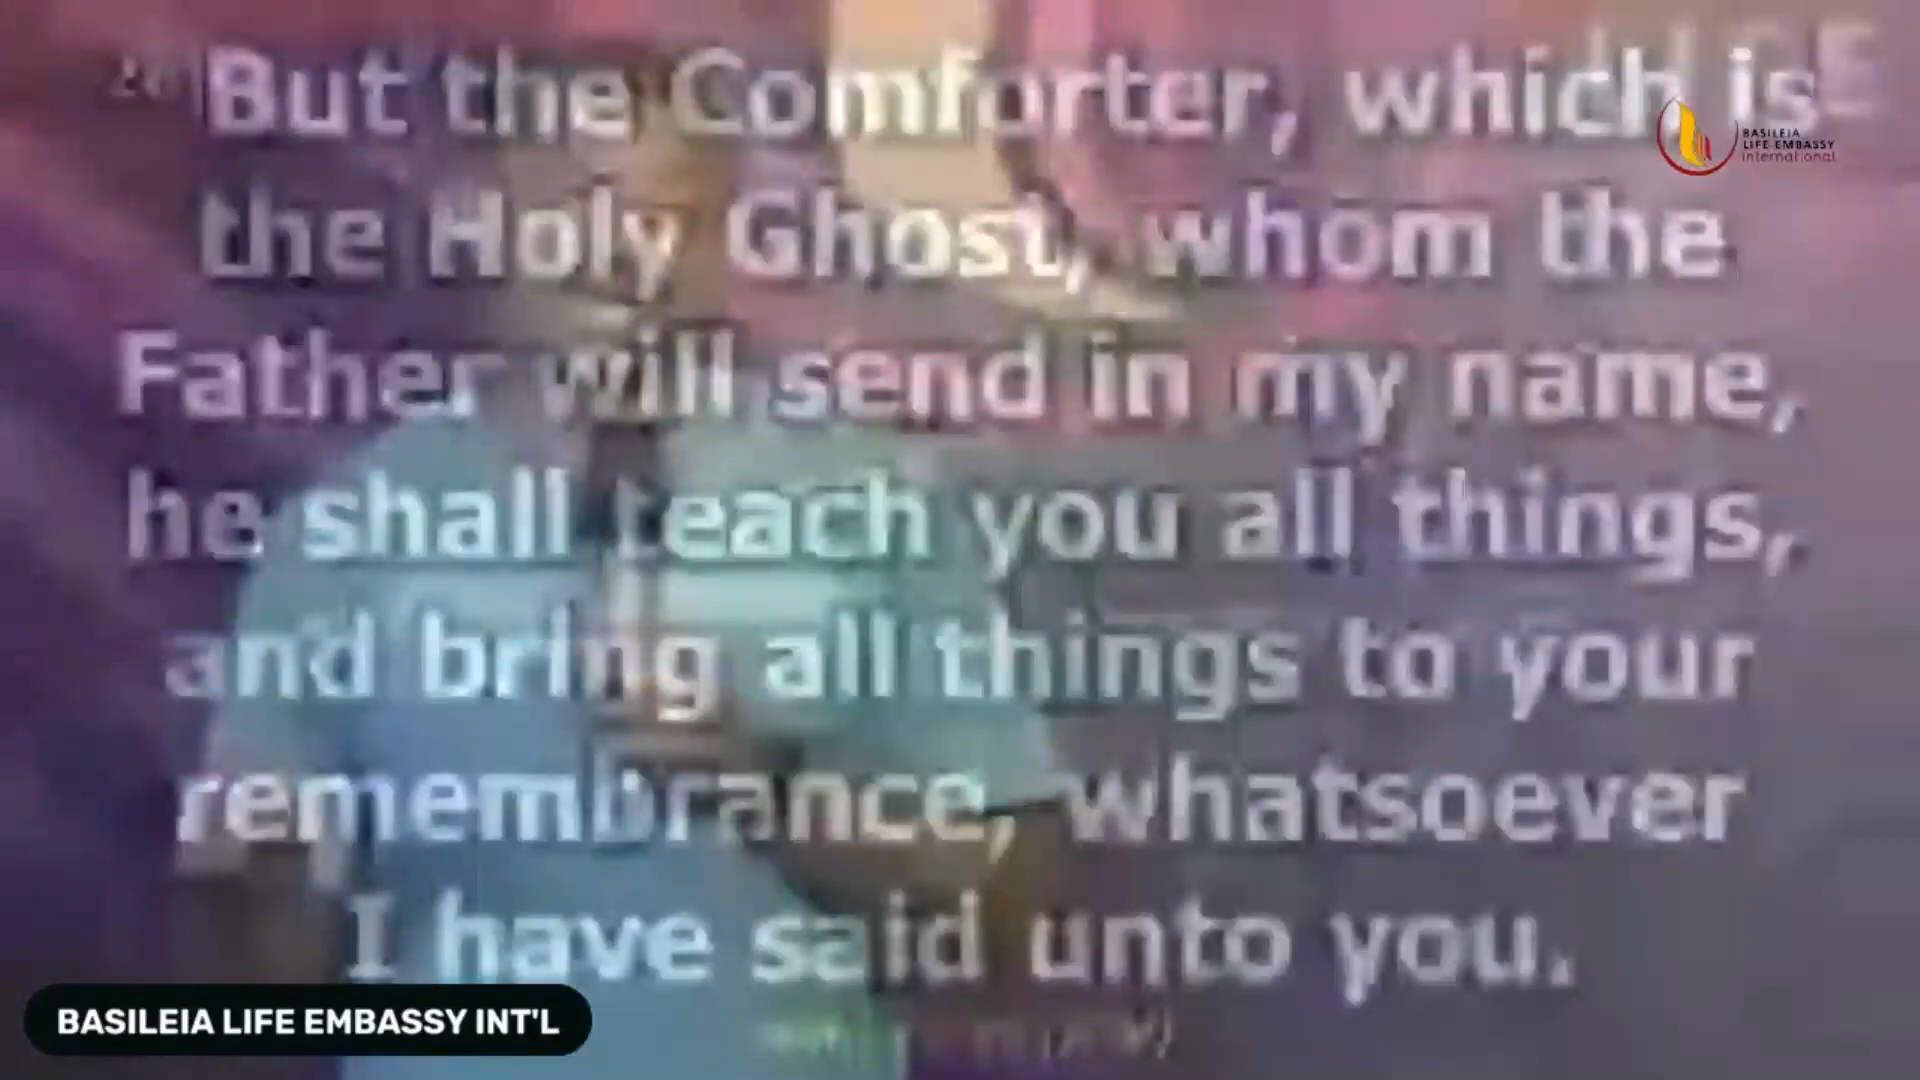 26 But the Comforter, which is
the Holy Ghost, whom the
Father will send in my name,
he shall teach you all things,
and bring all things to your
remembrance, whatsoever
I have said unto you.
BASILEIA
LIFE EMBASSY
International
BASILEIA LIFE EMBASSY INT'L